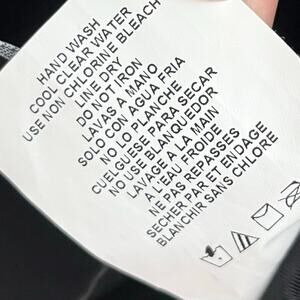 HAND WASH
COOL CLEAR WATER
USE NON CHLORINE BLEACH
LINE DRY
DO NOT IRON
LAVAR A MANO
SOLO CON AGUA FRIA
NO LO PLANCHE
CUELGUESE PARA SECAR
NO USE BLANQUEDOR
LAVAGE A LA MAIN
A L'EAU FROIDE
NE PAS REPASSES
SECHER PAR ET ENDAGE
BLANCHIR SANS CHLORE